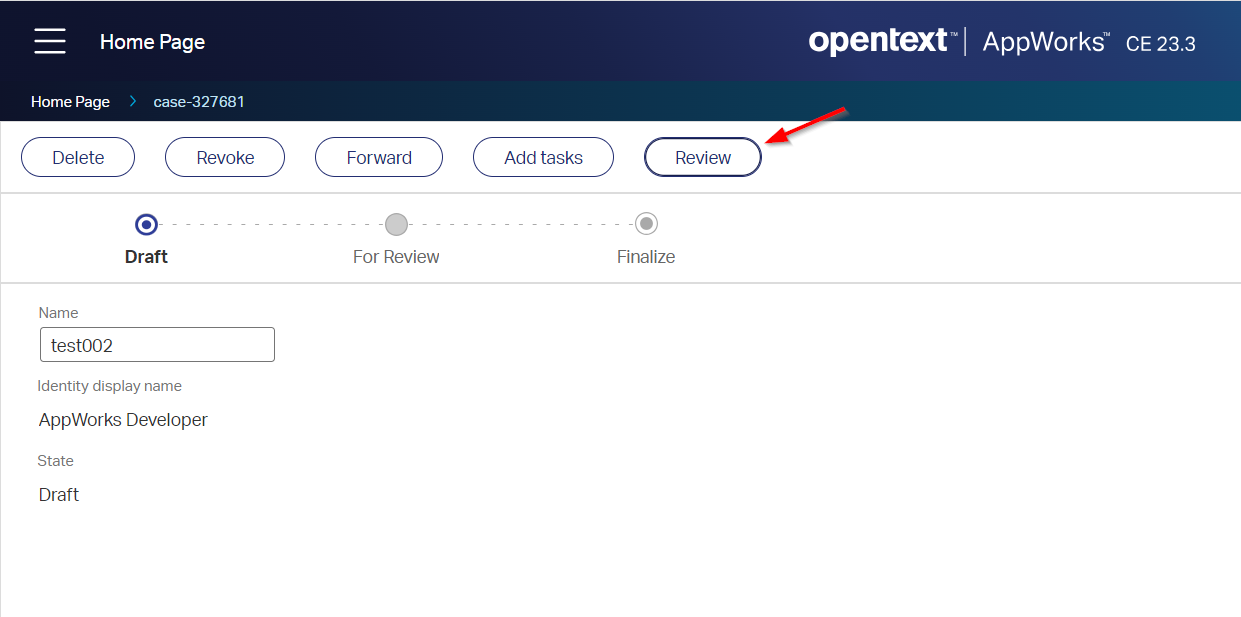 Home Page
opentext™ | AppWorks™ CE 23.3
Home Page > case-327681
Delete Revoke Forward Add tasks Review
Draft For Review Finalize
Name
test002
Identity display name
AppWorks Developer
State
Draft